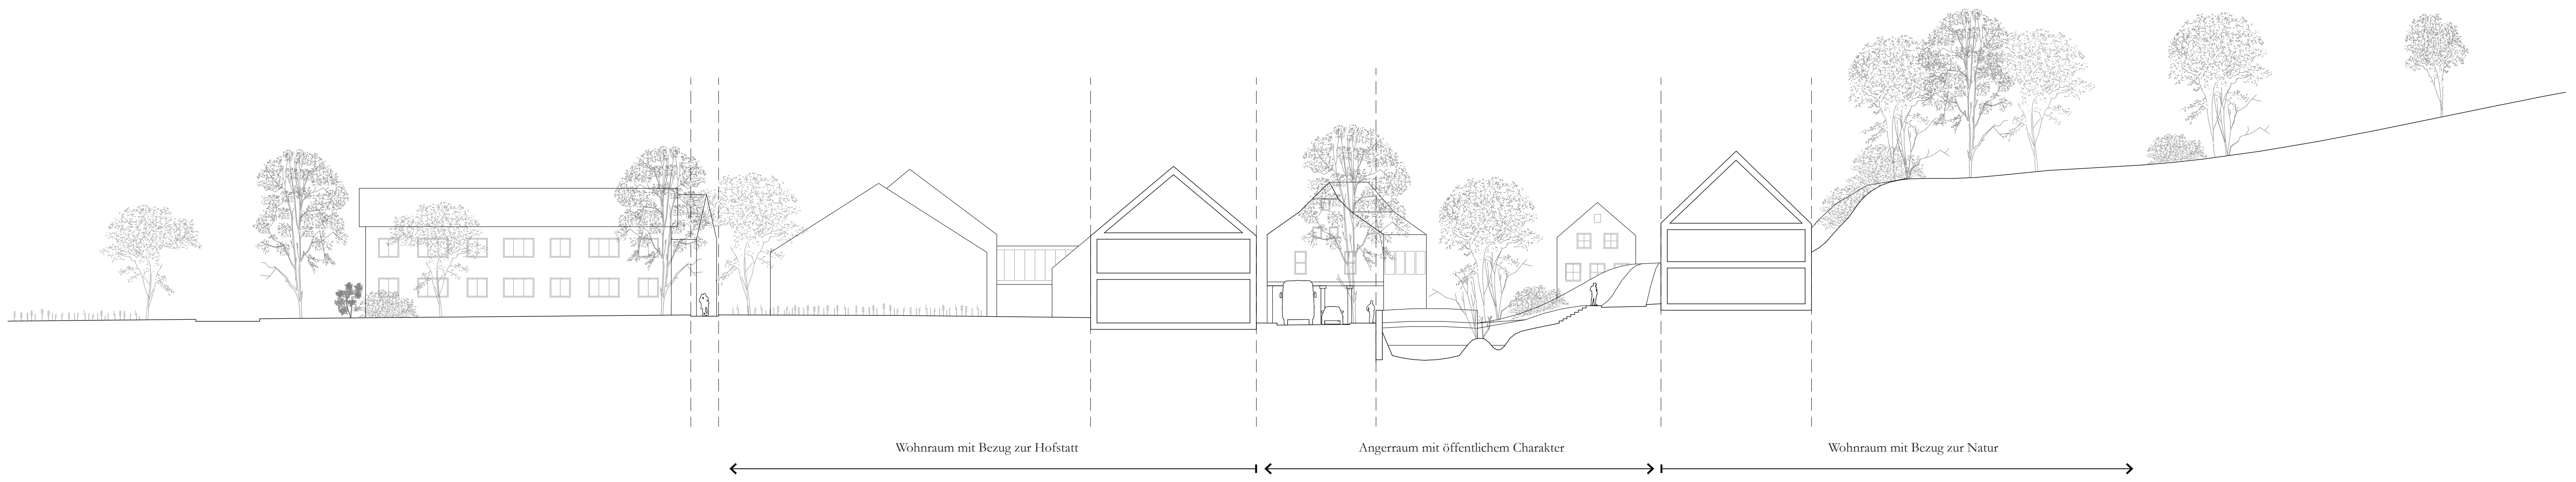 Wohnraum mit Bezug zur Hofstatt
Angerraum mit öffentlichem Charakter
Wohnraum mit Bezug zur Natur